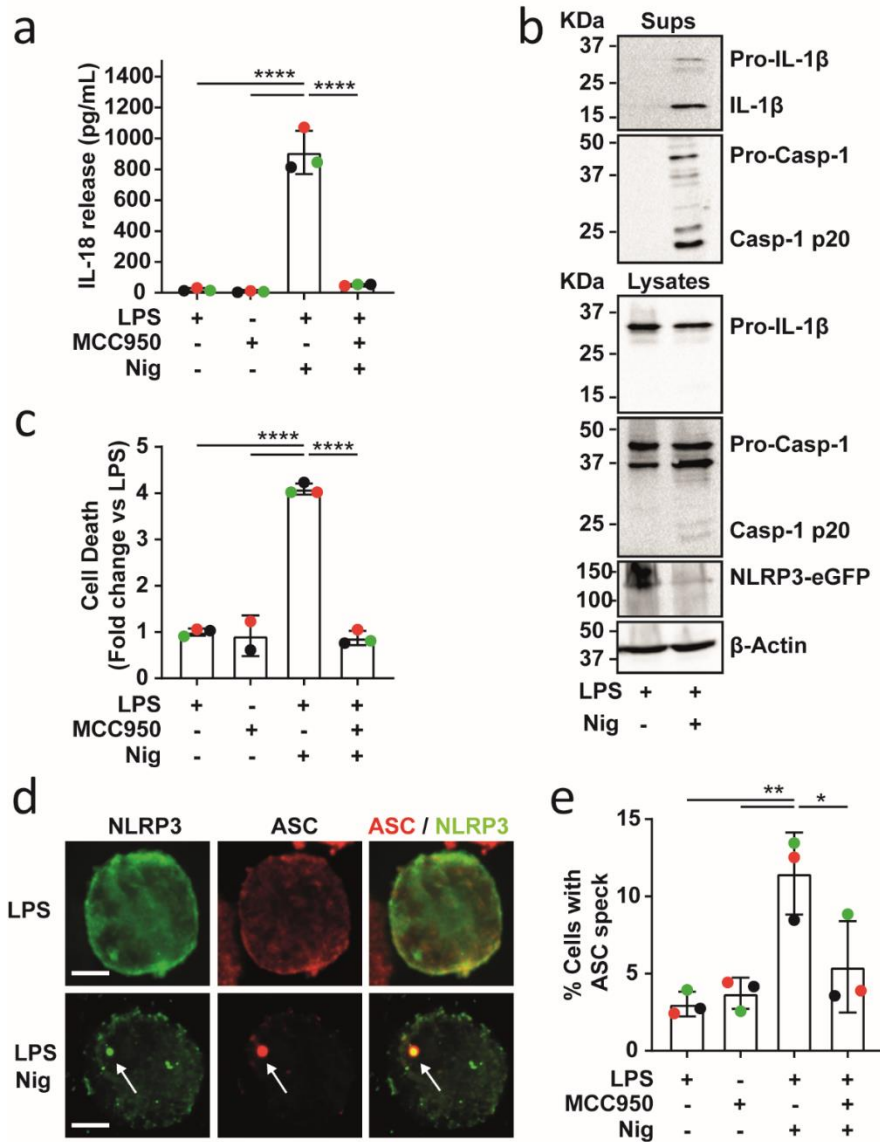 a
IL-18 release (pg/mL)
1400
1200
1000
800
600
400
200
0
**** ****
LPS + - + +
MCC950 - + - +
Nig - - + +
b
KDa Sups
37
25
15
Pro-IL-1β
IL-1β
50
37
25
Pro-Casp-1
Casp-1 p20
KDa Lysates
37
25
15
Pro-IL-1β
50
37
25
Pro-Casp-1
Casp-1 p20
150
100
NLRP3-eGFP
50
37
β-Actin
LPS + +
Nig - +
c
Cell Death
(Fold change vs LPS)
5
4
3
2
1
0
**** ****
LPS + - + +
MCC950 - + - +
Nig - - + +
d
NLRP3 ASC ASC / NLRP3
LPS
LPS
Nig
e
% Cells with
ASC speck
15
10
5
0
** *
LPS + - + +
MCC950 - + - +
Nig - - + +